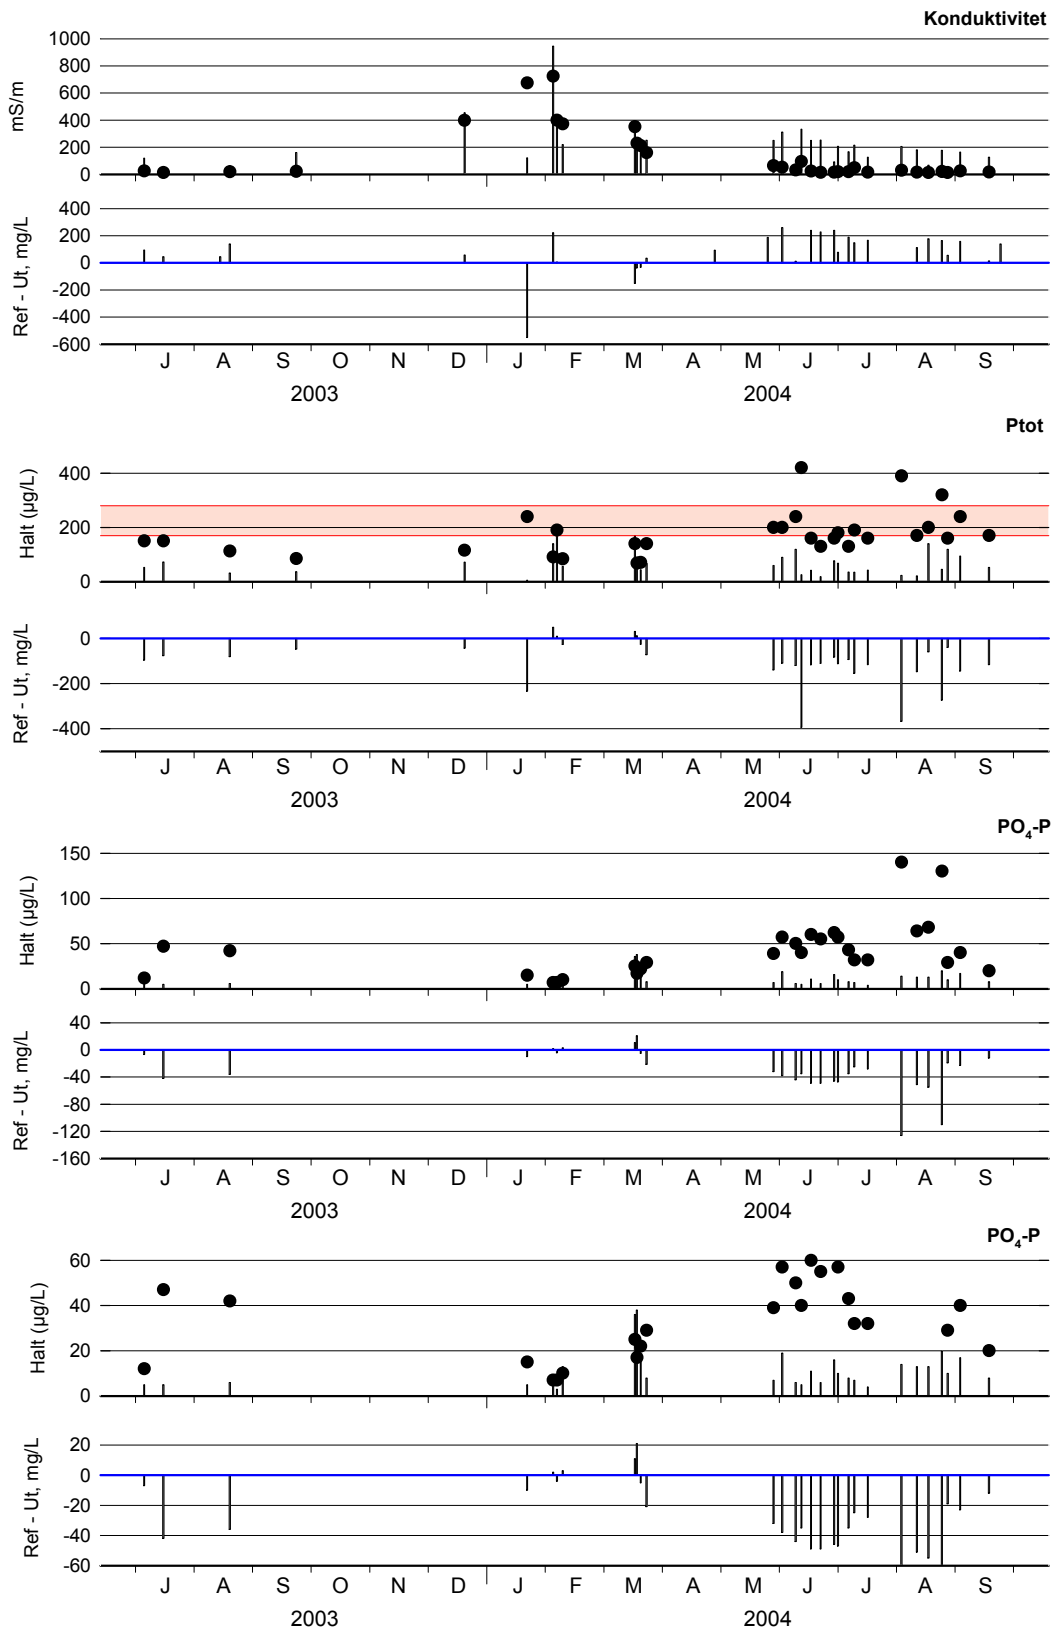 Konduktivitet
1000
800
600
400
200
0
mS/m
400
200
0
-200
-400
-600
Ref - Ut, mg/L
J A S O N D J F M A M J J A S
2003 2004
Ptot
400
200
0
Halt (µg/L)
0
-200
-400
Ref - Ut, mg/L
J A S O N D J F M A M J J A S
2003 2004
PO4-P
150
100
50
0
Halt (µg/L)
40
0
-40
-80
-120
-160
Ref - Ut, mg/L
J A S O N D J F M A M J J A S
2003 2004
PO4-P
60
40
20
0
Halt (µg/L)
20
0
-20
-40
-60
Ref - Ut, mg/L
J A S O N D J F M A M J J A S
2003 2004